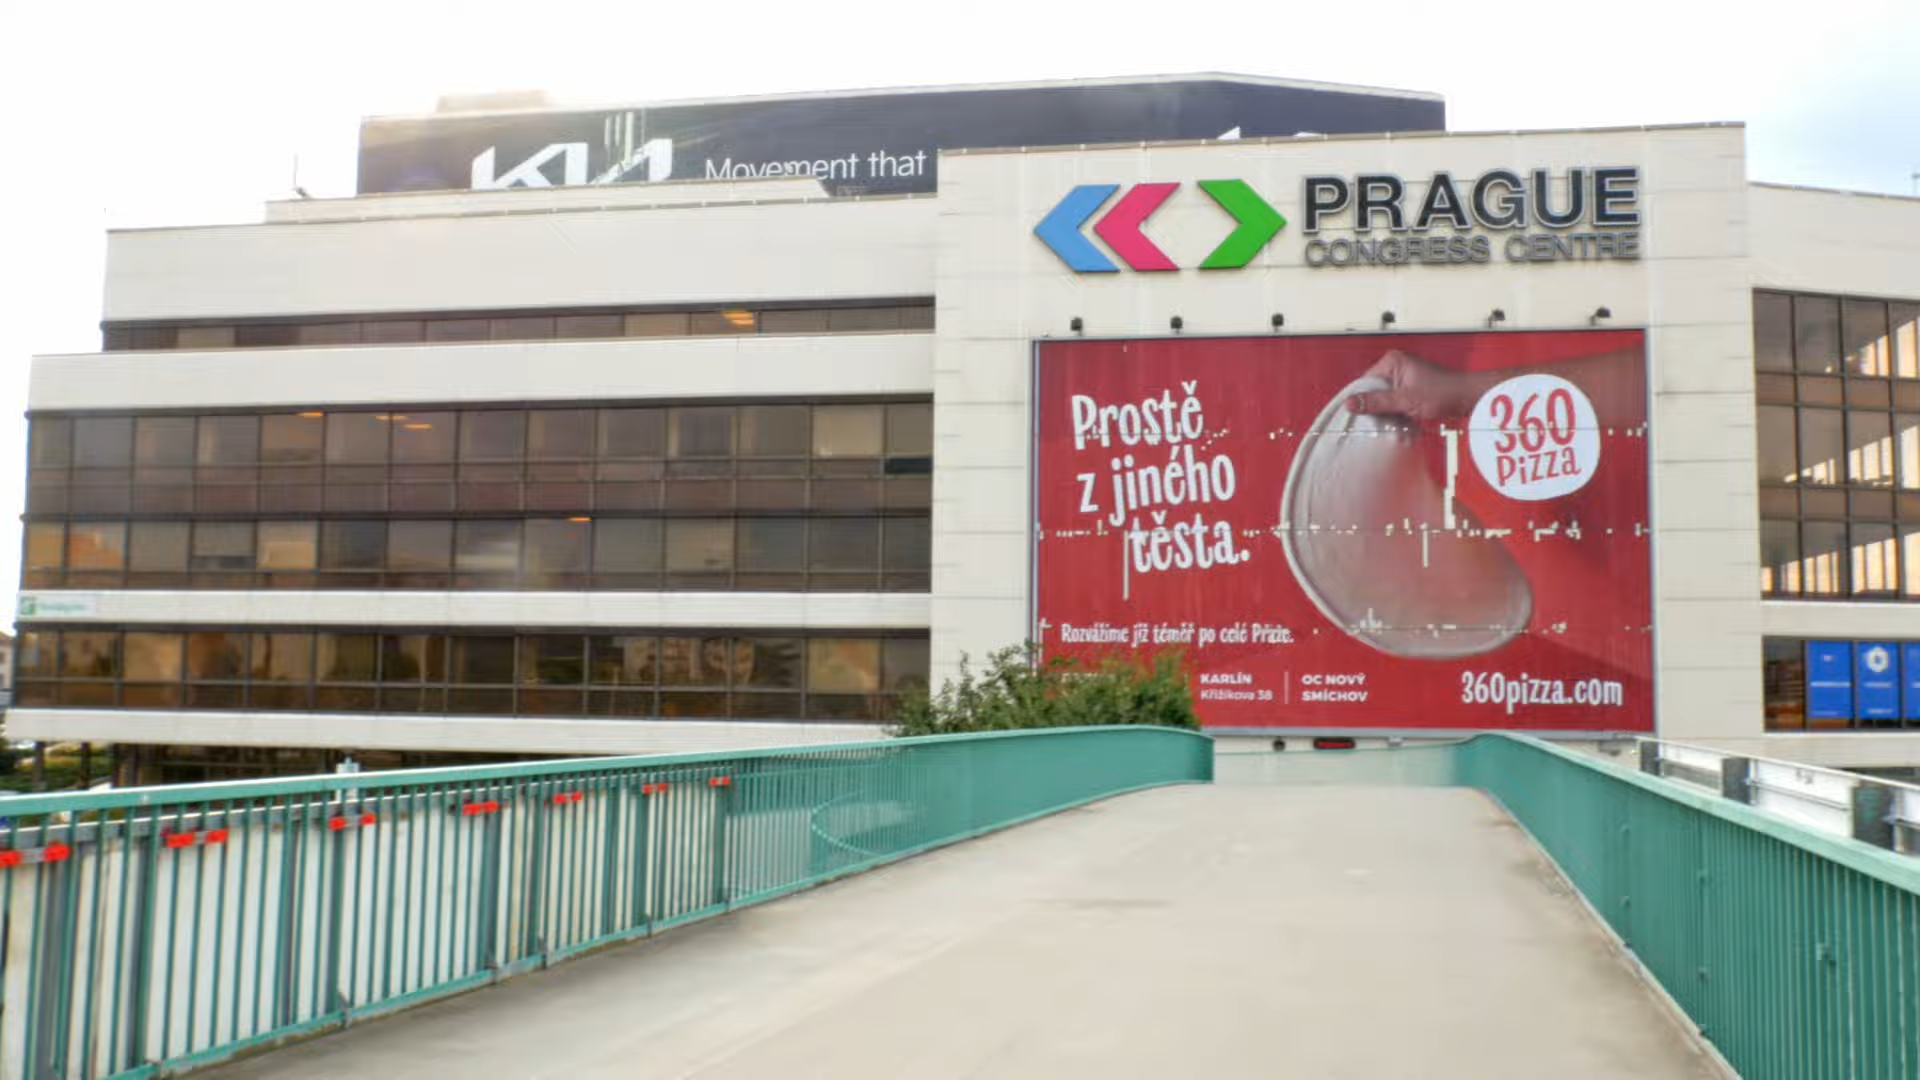 KIA
Movement that
PRAGUE
CONGRESS CENTRE
Prostě
z jiného
těsta.
360
Pizza
Rozvážíme již téměř po celé Praze.
KARLÍN
Křižíkova 38
OC NOVÝ
SMÍCHOV
360pizza.com